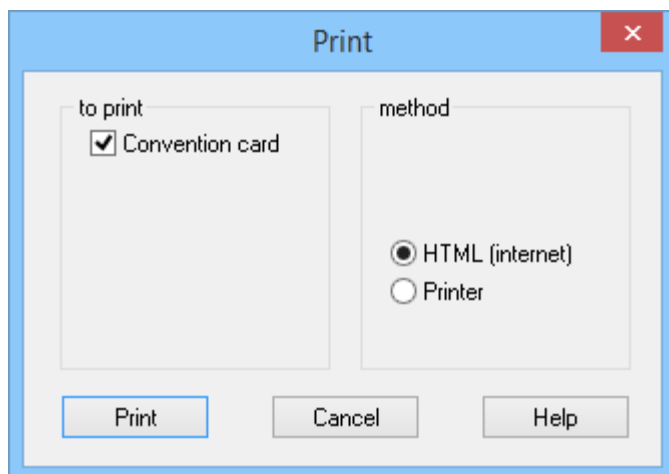 Print
to print
Convention card
method
HTML (internet)
Printer
Print
Cancel
Help